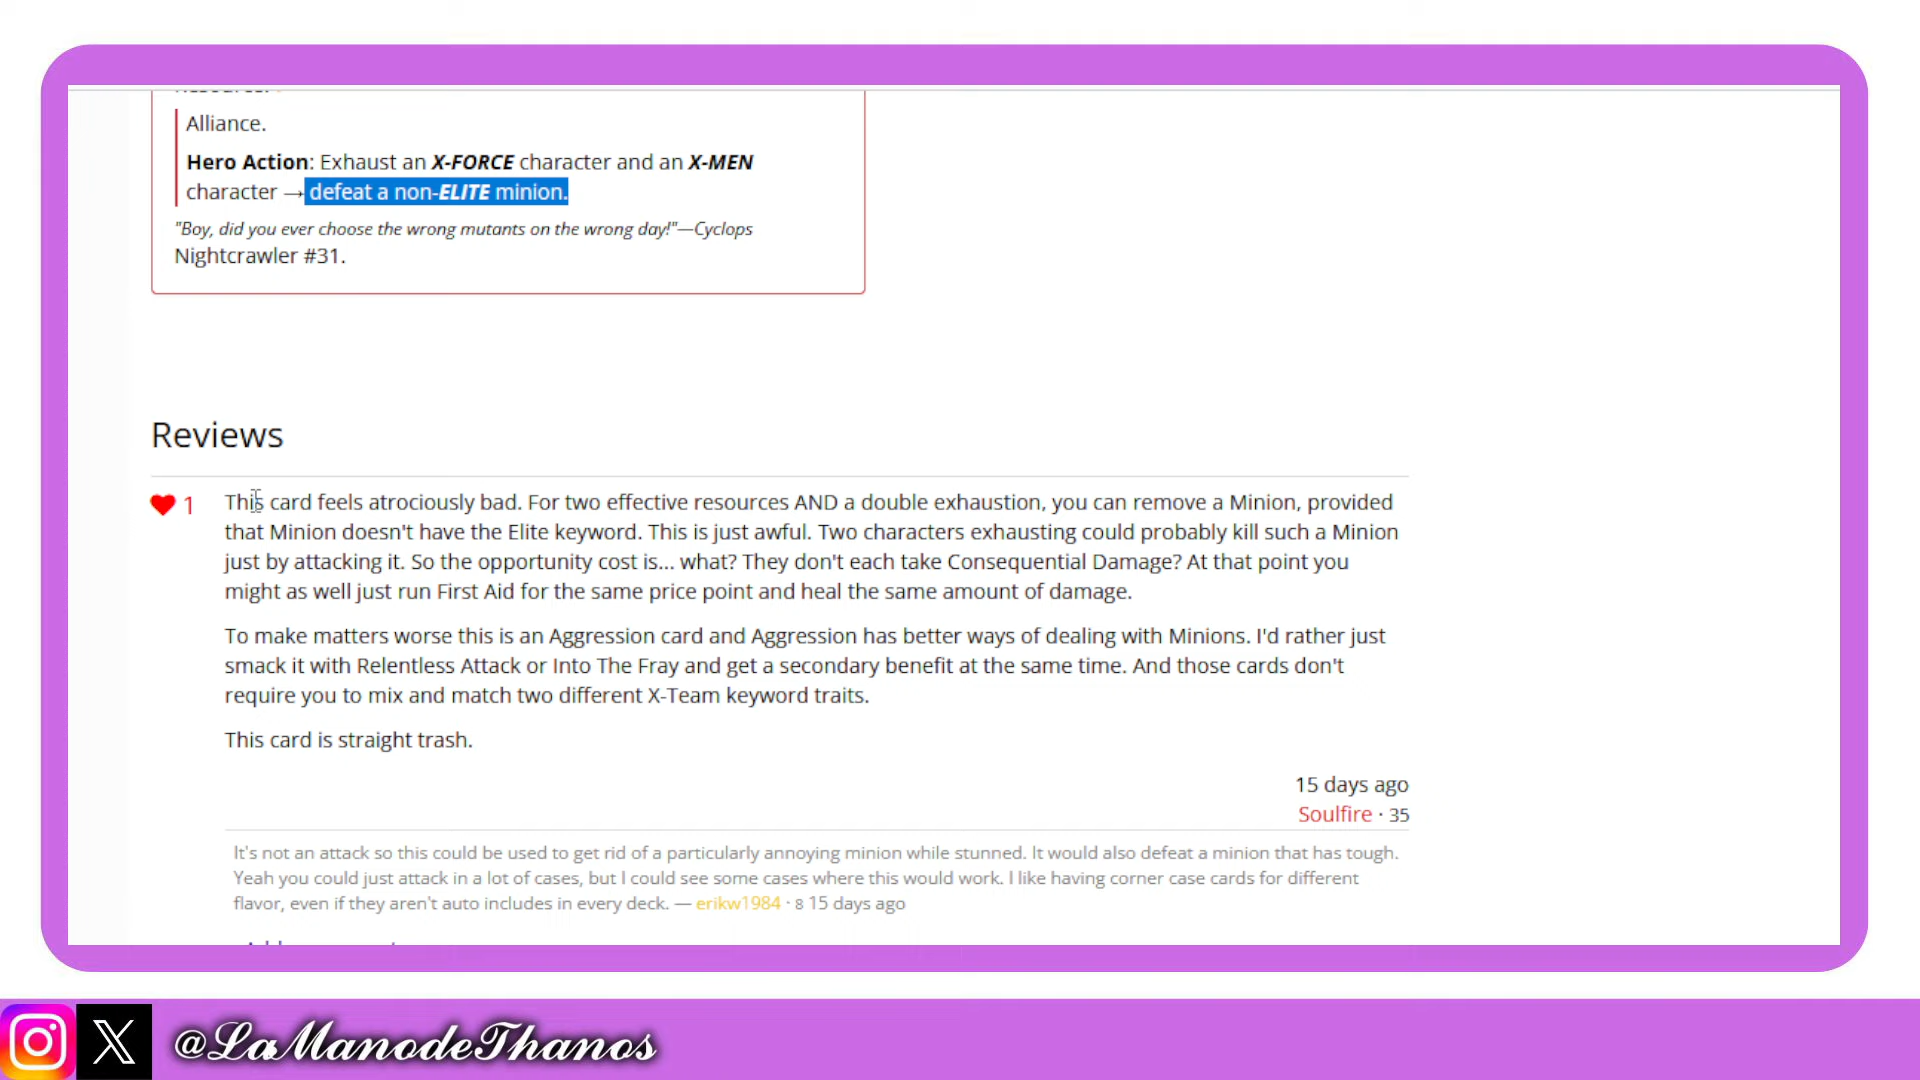 Alliance.
Hero Action: Exhaust an X-FORCE character and an X-MEN
character → defeat a non-ELITE minion.
"Boy, did you ever choose the wrong mutants on the wrong day!"—Cyclops
Nightcrawler #31.
Reviews
1
This card feels atrociously bad. For two effective resources AND a double exhaustion, you can remove a Minion, provided
that Minion doesn't have the Elite keyword. This is just awful. Two characters exhausting could probably kill such a Minion
just by attacking it. So the opportunity cost is... what? They don't each take Consequential Damage? At that point you
might as well just run First Aid for the same price point and heal the same amount of damage.
To make matters worse this is an Aggression card and Aggression has better ways of dealing with Minions. I'd rather just
smack it with Relentless Attack or Into The Fray and get a secondary benefit at the same time. And those cards don't
require you to mix and match two different X-Team keyword traits.
This card is straight trash.
15 days ago
Soulfire · 35
It's not an attack so this could be used to get rid of a particularly annoying minion while stunned. It would also defeat a minion that has tough.
Yeah you could just attack in a lot of cases, but I could see some cases where this would work. I like having corner case cards for different
flavor, even if they aren't auto includes in every deck. — erikw1984 · 8 15 days ago
@LaManodeThanos